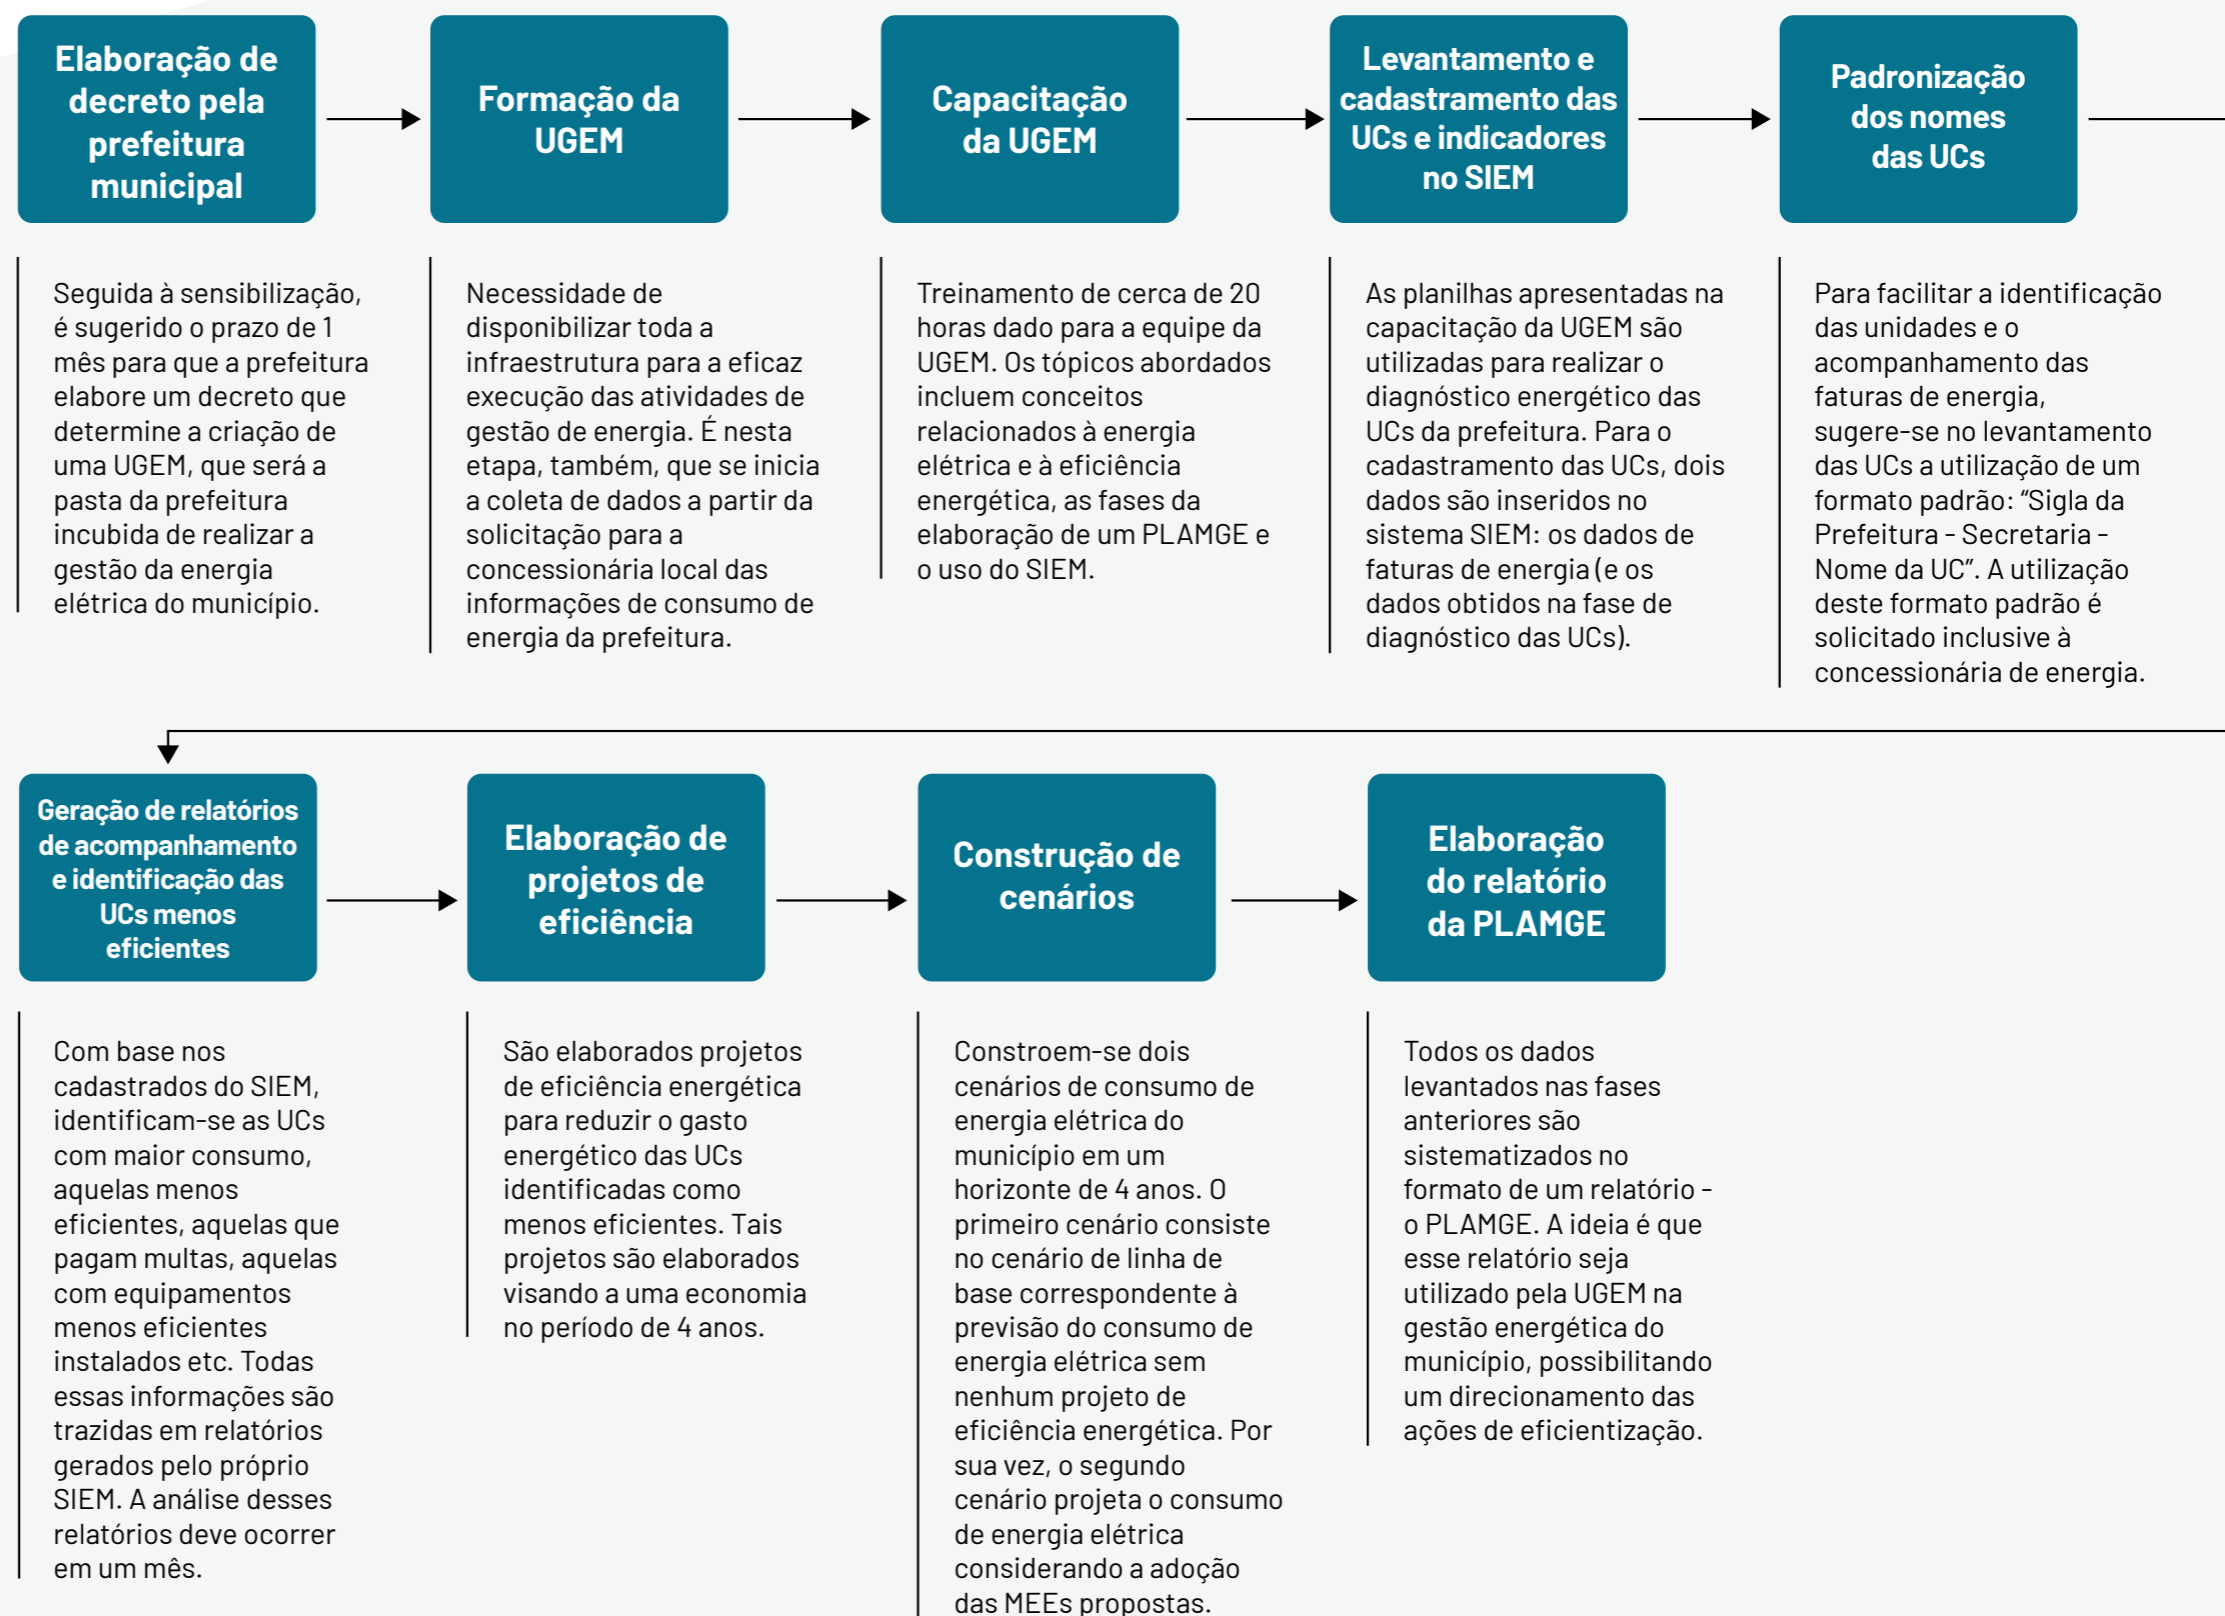 Elaboração de
decreto pela
prefeitura
municipal
Seguida à sensibilização,
é sugerido o prazo de 1
mês para que a prefeitura
elabore um decreto que
determine a criação de
uma UGEM, que será a
pasta da prefeitura
incubida de realizar a
gestão da energia
elétrica do município.
Formação da
UGEM
Necessidade de
disponibilizar toda a
infraestrutura para a eficaz
execução das atividades de
gestão de energia. É nesta
etapa, também, que se inicia
a coleta de dados a partir da
solicitação para a
concessionária local das
informações de consumo de
energia da prefeitura.
Capacitação
da UGEM
Treinamento de cerca de 20
horas dado para a equipe da
UGEM. Os tópicos abordados
incluem conceitos
relacionados à energia
elétrica e à eficiência
energética, as fases da
elaboração de um PLAMGE e
o uso do SIEM.
Levantamento e
cadastramento das
UCs e indicadores
no SIEM
As planilhas apresentadas na
capacitação da UGEM são
utilizadas para realizar o
diagnóstico energético das
UCs da prefeitura. Para o
cadastramento das UCs, dois
dados são inseridos no
sistema SIEM: os dados de
faturas de energia (e os
dados obtidos na fase de
diagnóstico das UCs).
Padronização
dos nomes
das UCs
Para facilitar a identificação
das unidades e o
acompanhamento das
faturas de energia,
sugere-se no levantamento
das UCs a utilização de um
formato padrão: “Sigla da
Prefeitura - Secretaria -
Nome da UC”. A utilização
deste formato padrão é
solicitado inclusive à
concessionária de energia.
Geração de relatórios
de acompanhamento
e identificação das
UCs menos
eficientes
Com base nos
cadastrados do SIEM,
identificam-se as UCs
com maior consumo,
aquelas menos
eficientes, aquelas que
pagam multas, aquelas
com equipamentos
menos eficientes
instalados etc. Todas
essas informações são
trazidas em relatórios
gerados pelo próprio
SIEM. A análise desses
relatórios deve ocorrer
em um mês.
Elaboração de
projetos de
eficiência
São elaborados projetos
de eficiência energética
para reduzir o gasto
energético das UCs
identificadas como
menos eficientes. Tais
projetos são elaborados
visando a uma economia
no período de 4 anos.
Construção de
cenários
Constroem-se dois
cenários de consumo de
energia elétrica do
município em um
horizonte de 4 anos. O
primeiro cenário consiste
no cenário de linha de
base correspondente à
previsão do consumo de
energia elétrica sem
nenhum projeto de
eficiência energética. Por
sua vez, o segundo
cenário projeta o consumo
de energia elétrica
considerando a adoção
das MEEs propostas.
Elaboração
do relatório
da PLAMGE
Todos os dados
levantados nas fases
anteriores são
sistematizados no
formato de um relatório -
o PLAMGE. A ideia é que
esse relatório seja
utilizado pela UGEM na
gestão energética do
município, possibilitando
um direcionamento das
ações de eficientização.